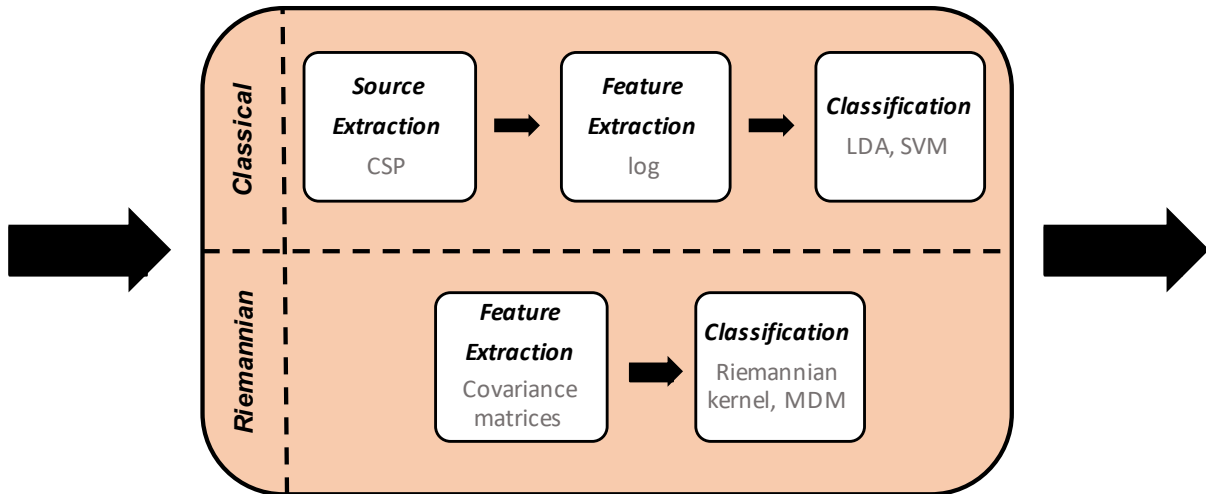 Classical
Source
Extraction
CSP
Feature
Extraction
log
Classification
LDA, SVM
Riemannian
Feature
Extraction
Covariance
matrices
Classification
Riemannian
kernel, MDM